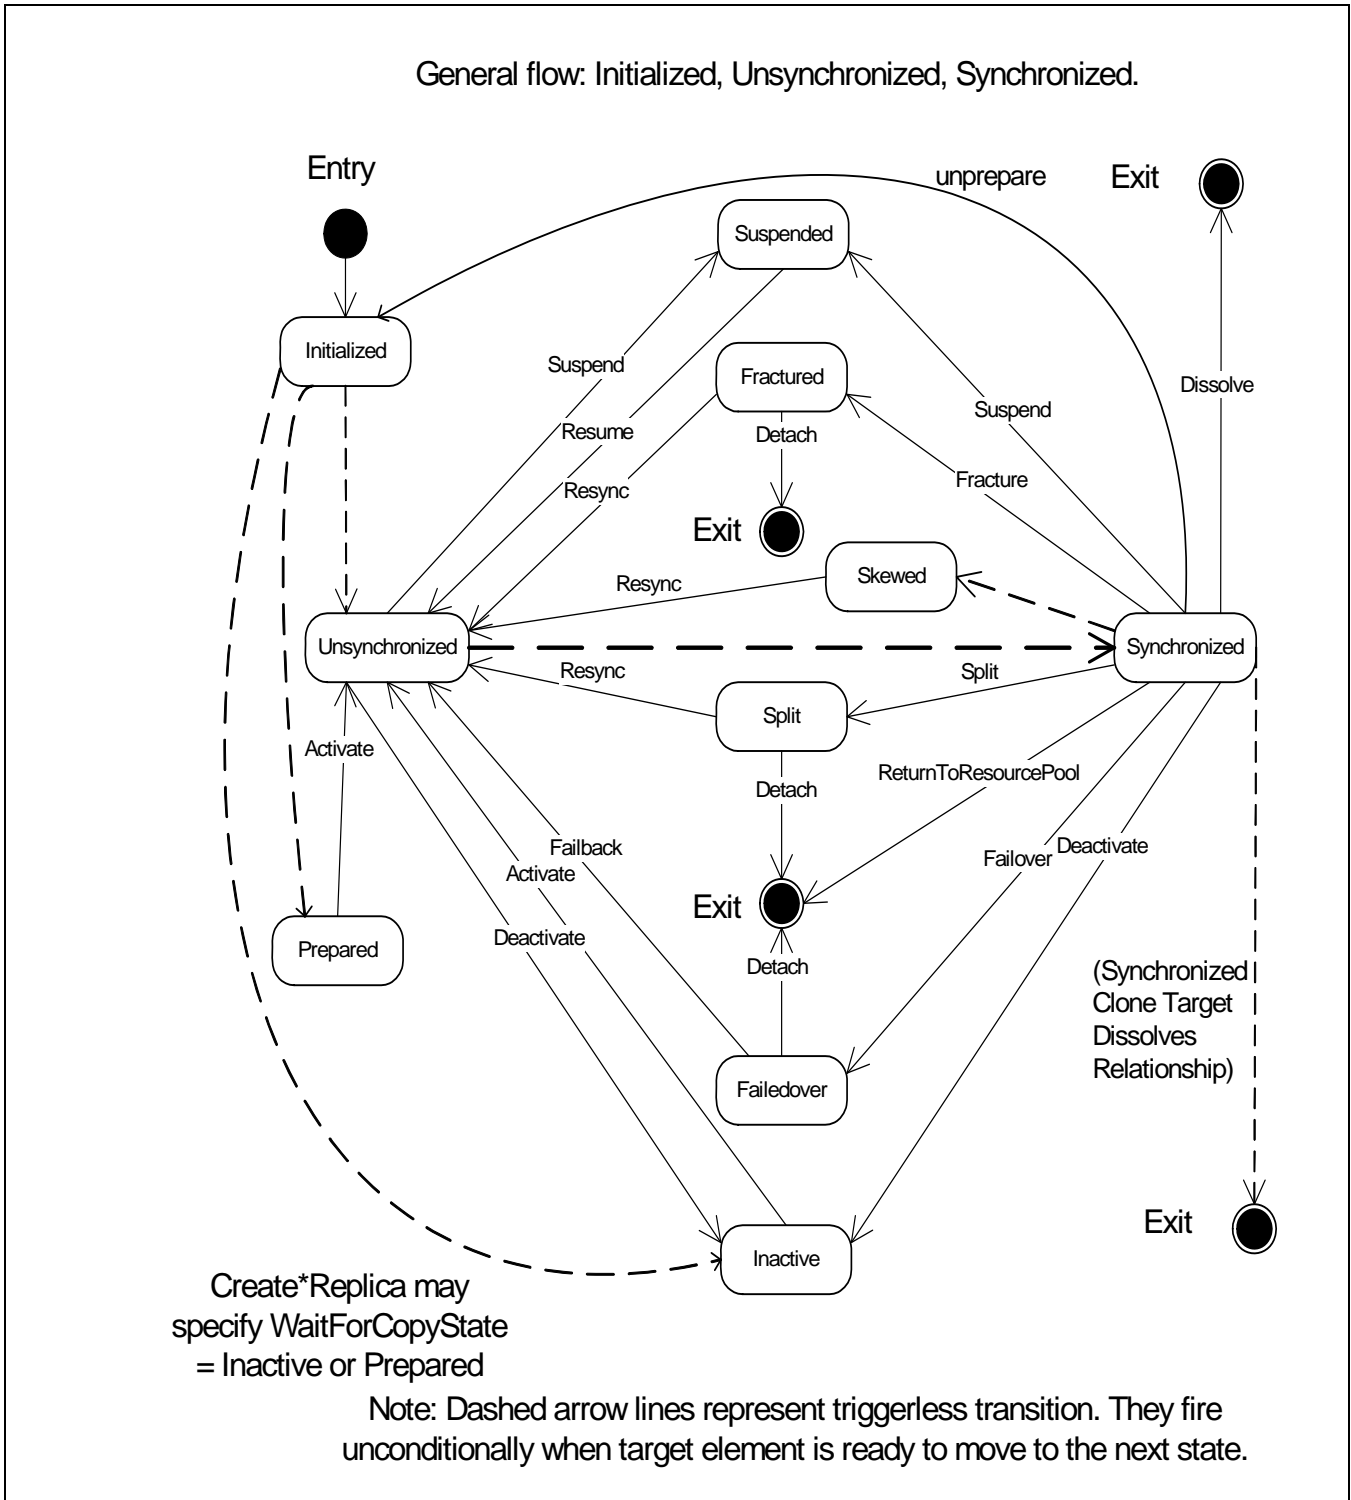 General flow: Initialized, Unsynchronized, Synchronized.
Entry
unprepare
Exit
Suspended
Initialized
Suspend
Fractured
Dissolve
Suspend
Resume
Detach
Fracture
Resync
Exit
Skewed
Resync
Unsynchronized
Synchronized
Resync
Split
Split
Activate
ReturnToResourcePool
Detach
Failback
Failover
Deactivate
Activate
Exit
Deactivate
Prepared
Detach
(Synchronized
Clone Target
Dissolves
Relationship)
Failedover
Exit
Inactive
Create*Replica may
specify WaitForCopyState
= Inactive or Prepared
Note: Dashed arrow lines represent triggerless transition. They fire
unconditionally when target element is ready to move to the next state.